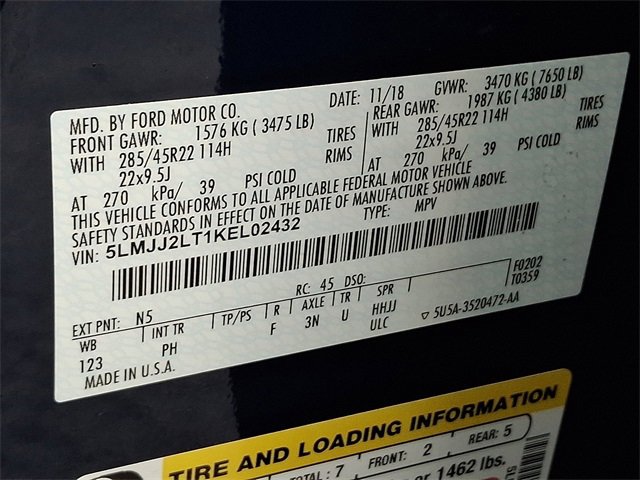 MFD. BY FORD MOTOR CO. DATE: 11/18 GVWR: 3470 KG ( 7650 LB)
FRONT GAWR: 1576 KG ( 3475 LB) REAR GAWR: 1987 KG ( 4380 LB)
WITH 285/45R22 114H TIRES 285/45R22 114H TIRES
22x9.5J RIMS 22x9.5J RIMS
AT 270 kPa/ 39 PSI COLD AT 270 kPa/ 39 PSI COLD
THIS VEHICLE CONFORMS TO ALL APPLICABLE FEDERAL MOTOR VEHICLE
SAFETY STANDARDS IN EFFECT ON THE DATE OF MANUFACTURE SHOWN ABOVE.
VIN: 5LMJJ2LT1KEL02432 TYPE: MPV
EXT PNT: N5 RC: 45 DSO: F0202
WB INT TR TP/PS R AXLE TR SPR T0359
123 PH F 3N U HHJJ
ULC ▽ 5U5A-3520472-AA
MADE IN U.S.A.
TIRE AND LOADING INFORMATION
TOTAL: 7 FRONT: 2 REAR: 5
or 1462 lbs.